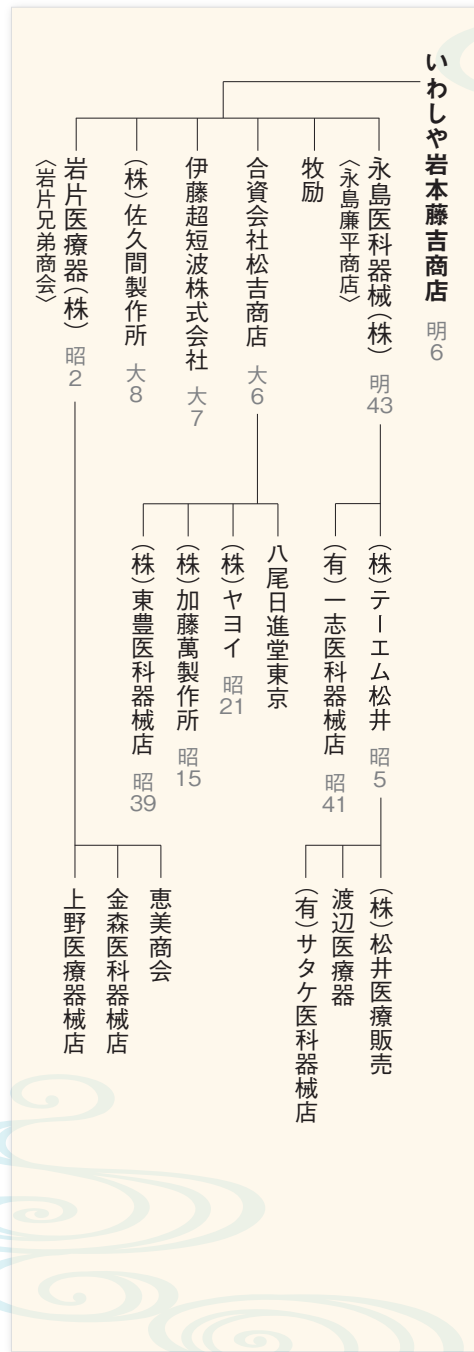 いわしや岩本藤吉商店 明6
永島医科器械(株) 明43
〈永島廉平商店〉
牧励
合資会社松吉商店 大6
伊藤超短波株式会社 大7
(株)佐久間製作所 大8
岩片医療器(株) 昭2
〈岩片兄弟商会〉
(株)テーエム松井 昭5
(有)一志医科器械店 昭41
八尾日進堂東京
(株)ヤヨイ 昭21
(株)加藤萬製作所 昭15
(株)東豊医科器械店 昭39
(株)松井医療販売
渡辺医療器
(有)サタケ医科器械店
恵美商会
金森医科器械店
上野医療器械店